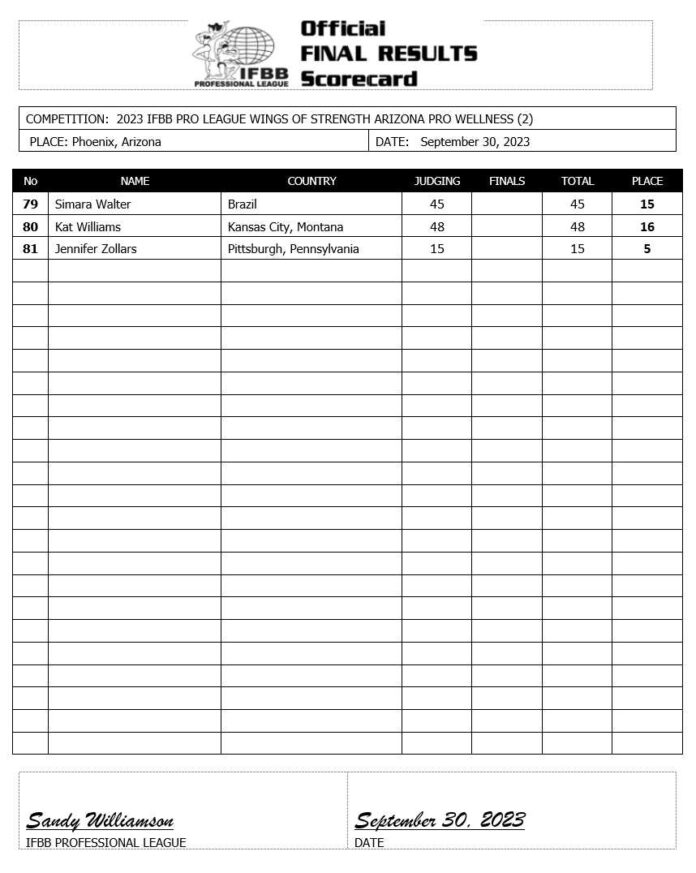 Official
FINAL RESULTS
Scorecard
IFBB
PROFESSIONAL LEAGUE
COMPETITION: 2023 IFBB PRO LEAGUE WINGS OF STRENGTH ARIZONA PRO WELLNESS (2)
PLACE: Phoenix, Arizona DATE: September 30, 2023
No NAME COUNTRY JUDGING FINALS TOTAL PLACE
79 Simara Walter Brazil 45 45 15
80 Kat Williams Kansas City, Montana 48 48 16
81 Jennifer Zollars Pittsburgh, Pennsylvania 15 15 5
Sandy Williamson September 30, 2023
IFBB PROFESSIONAL LEAGUE DATE